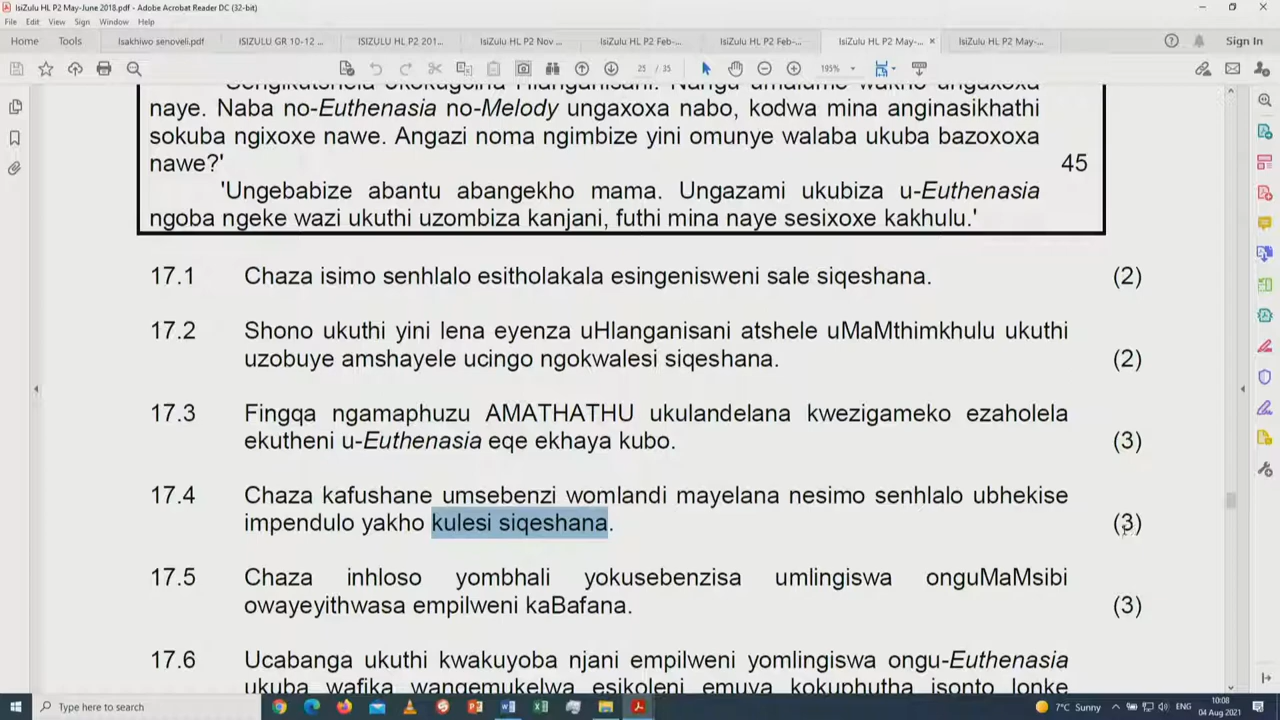 IsiZulu HL P2 May-June 2018.pdf - Adobe Acrobat Reader DC (32-bit)
File Edit View Sign Window Help
Home Tools Isakhiwo senoveli.pdf ISIZULU GR 10-12 ... ISIZULU HL P2 201... IsiZulu HL P2 Nov ... IsiZulu HL P2 Feb-... IsiZulu HL P2 Feb-... IsiZulu HL P2 May-... × IsiZulu HL P2 May-... Sign In
25 / 35 195%
naye. Naba no-Euthenasia no-Melody ungaxoxa nabo, kodwa mina anginasikhathi
sokuba ngixoxe nawe. Angazi noma ngimbize yini omunye walaba ukuba bazoxoxa
nawe?' 45
'Ungebabize abantu abangekho mama. Ungazami ukubiza u-Euthenasia
ngoba ngeke wazi ukuthi uzombiza kanjani, futhi mina naye sesixoxe kakhulu.'
17.1 Chaza isimo senhlalo esitholakala esingenisweni sale siqeshana. (2)
17.2 Shono ukuthi yini lena eyenza uHlanganisani atshele uMaMthimkhulu ukuthi
uzobuye amshayele ucingo ngokwalesi siqeshana. (2)
17.3 Fingqa ngamaphuzu AMATHATHU ukulandelana kwezigameko ezaholela
ekutheni u-Euthenasia eqe ekhaya kubo. (3)
17.4 Chaza kafushane umsebenzi womlandi mayelana nesimo senhlalo ubhekise
impendulo yakho kulesi siqeshana. (3)
17.5 Chaza inhloso yombhali yokusebenzisa umlingiswa onguMaMsibi
owayeyithwasa empilweni kaBafana. (3)
17.6 Ucabanga ukuthi kwakuyoba njani empilweni yomlingiswa ongu-Euthenasia
ukuba wafika wangemukelwa esikoleni emuva kokuphutha isonto lonke
Type here to search
7°C Sunny ENG 10:08
04 Aug 2021